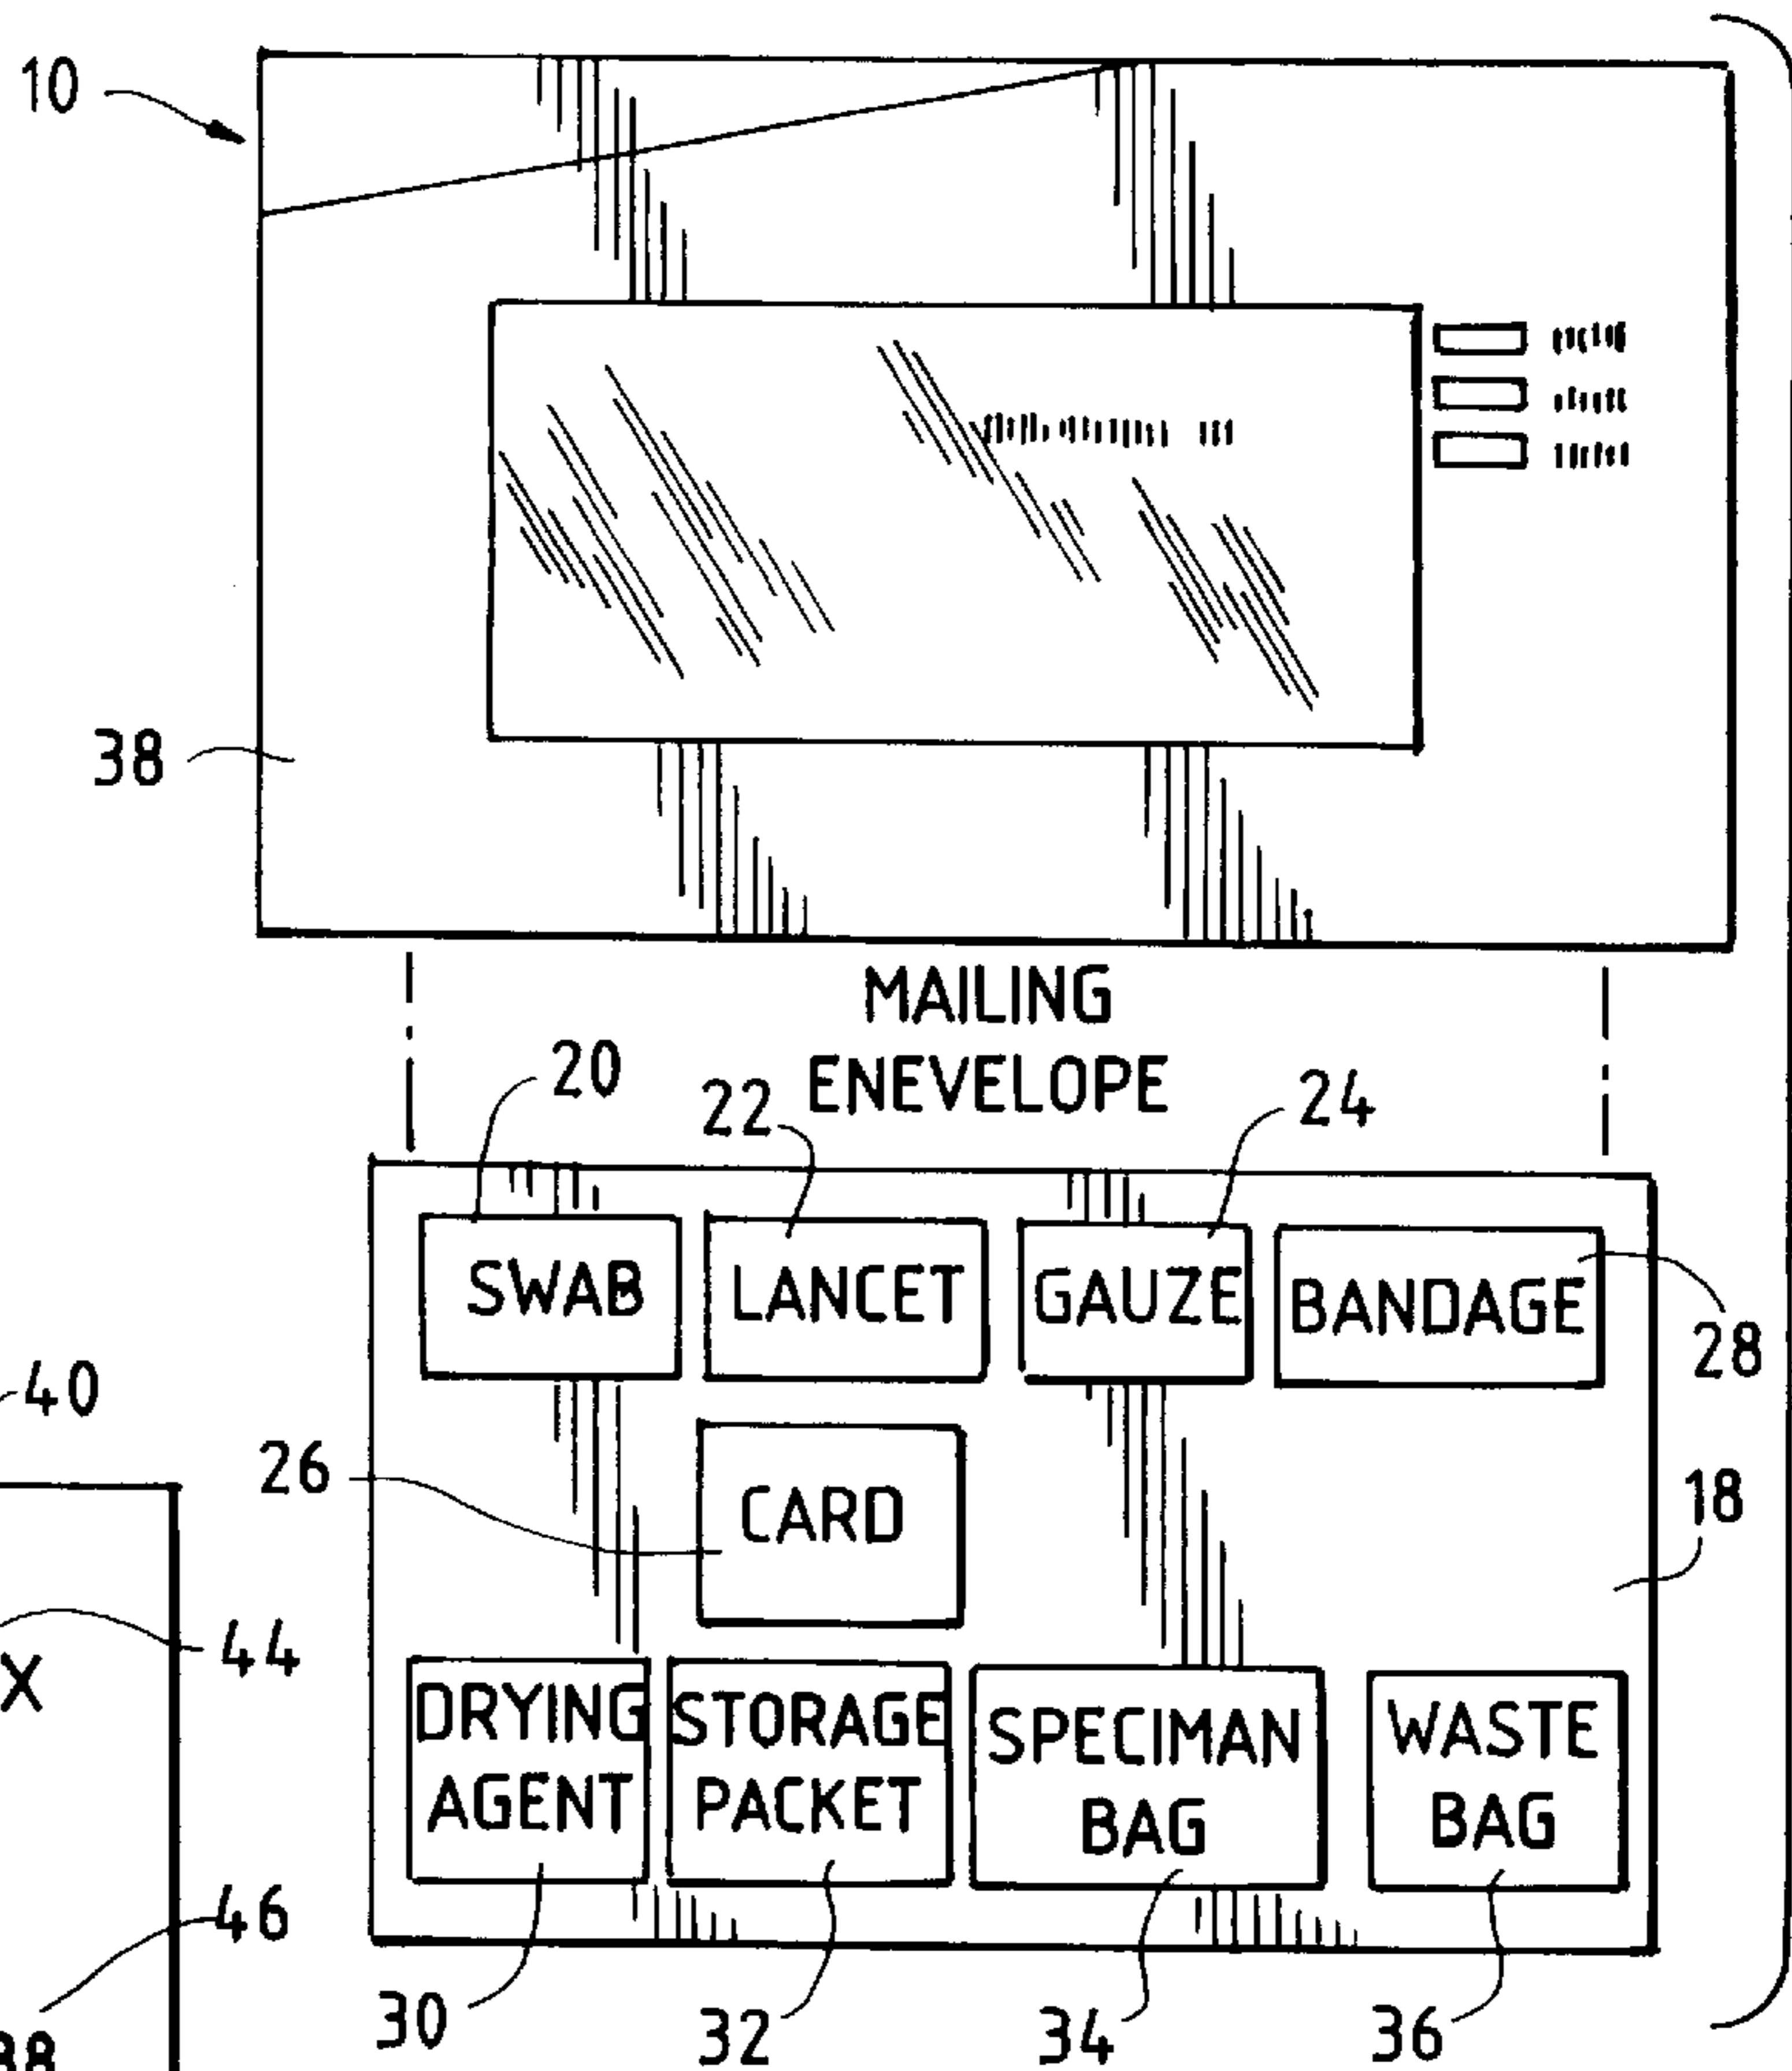 10
38
MAILING
ENEVELOPE
20
22
24
SWAB
LANCET
GAUZE
BANDAGE
28
40
26
CARD
18
44
X
DRYING
AGENT
STORAGE
PACKET
SPECIMAN
BAG
WASTE
BAG
46
30
32
34
36